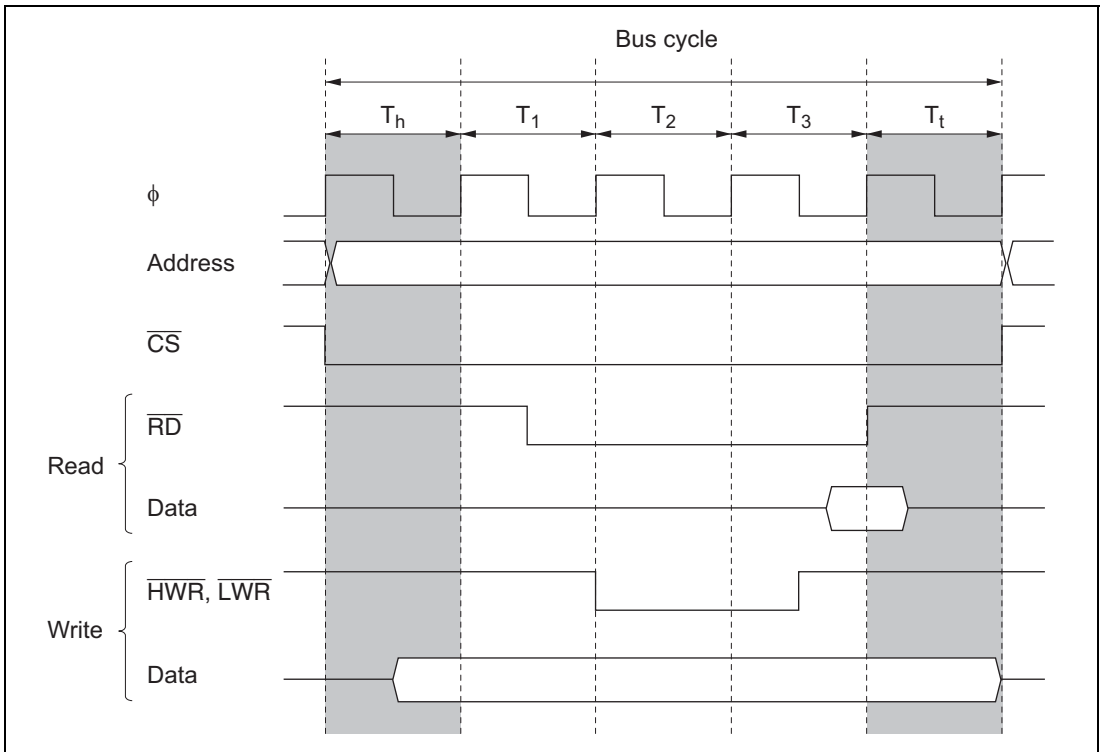 Bus cycle
Th T1 T2 T3 Tt
ϕ
Address
CS
Read
RD
Data
Write
HWR, LWR
Data